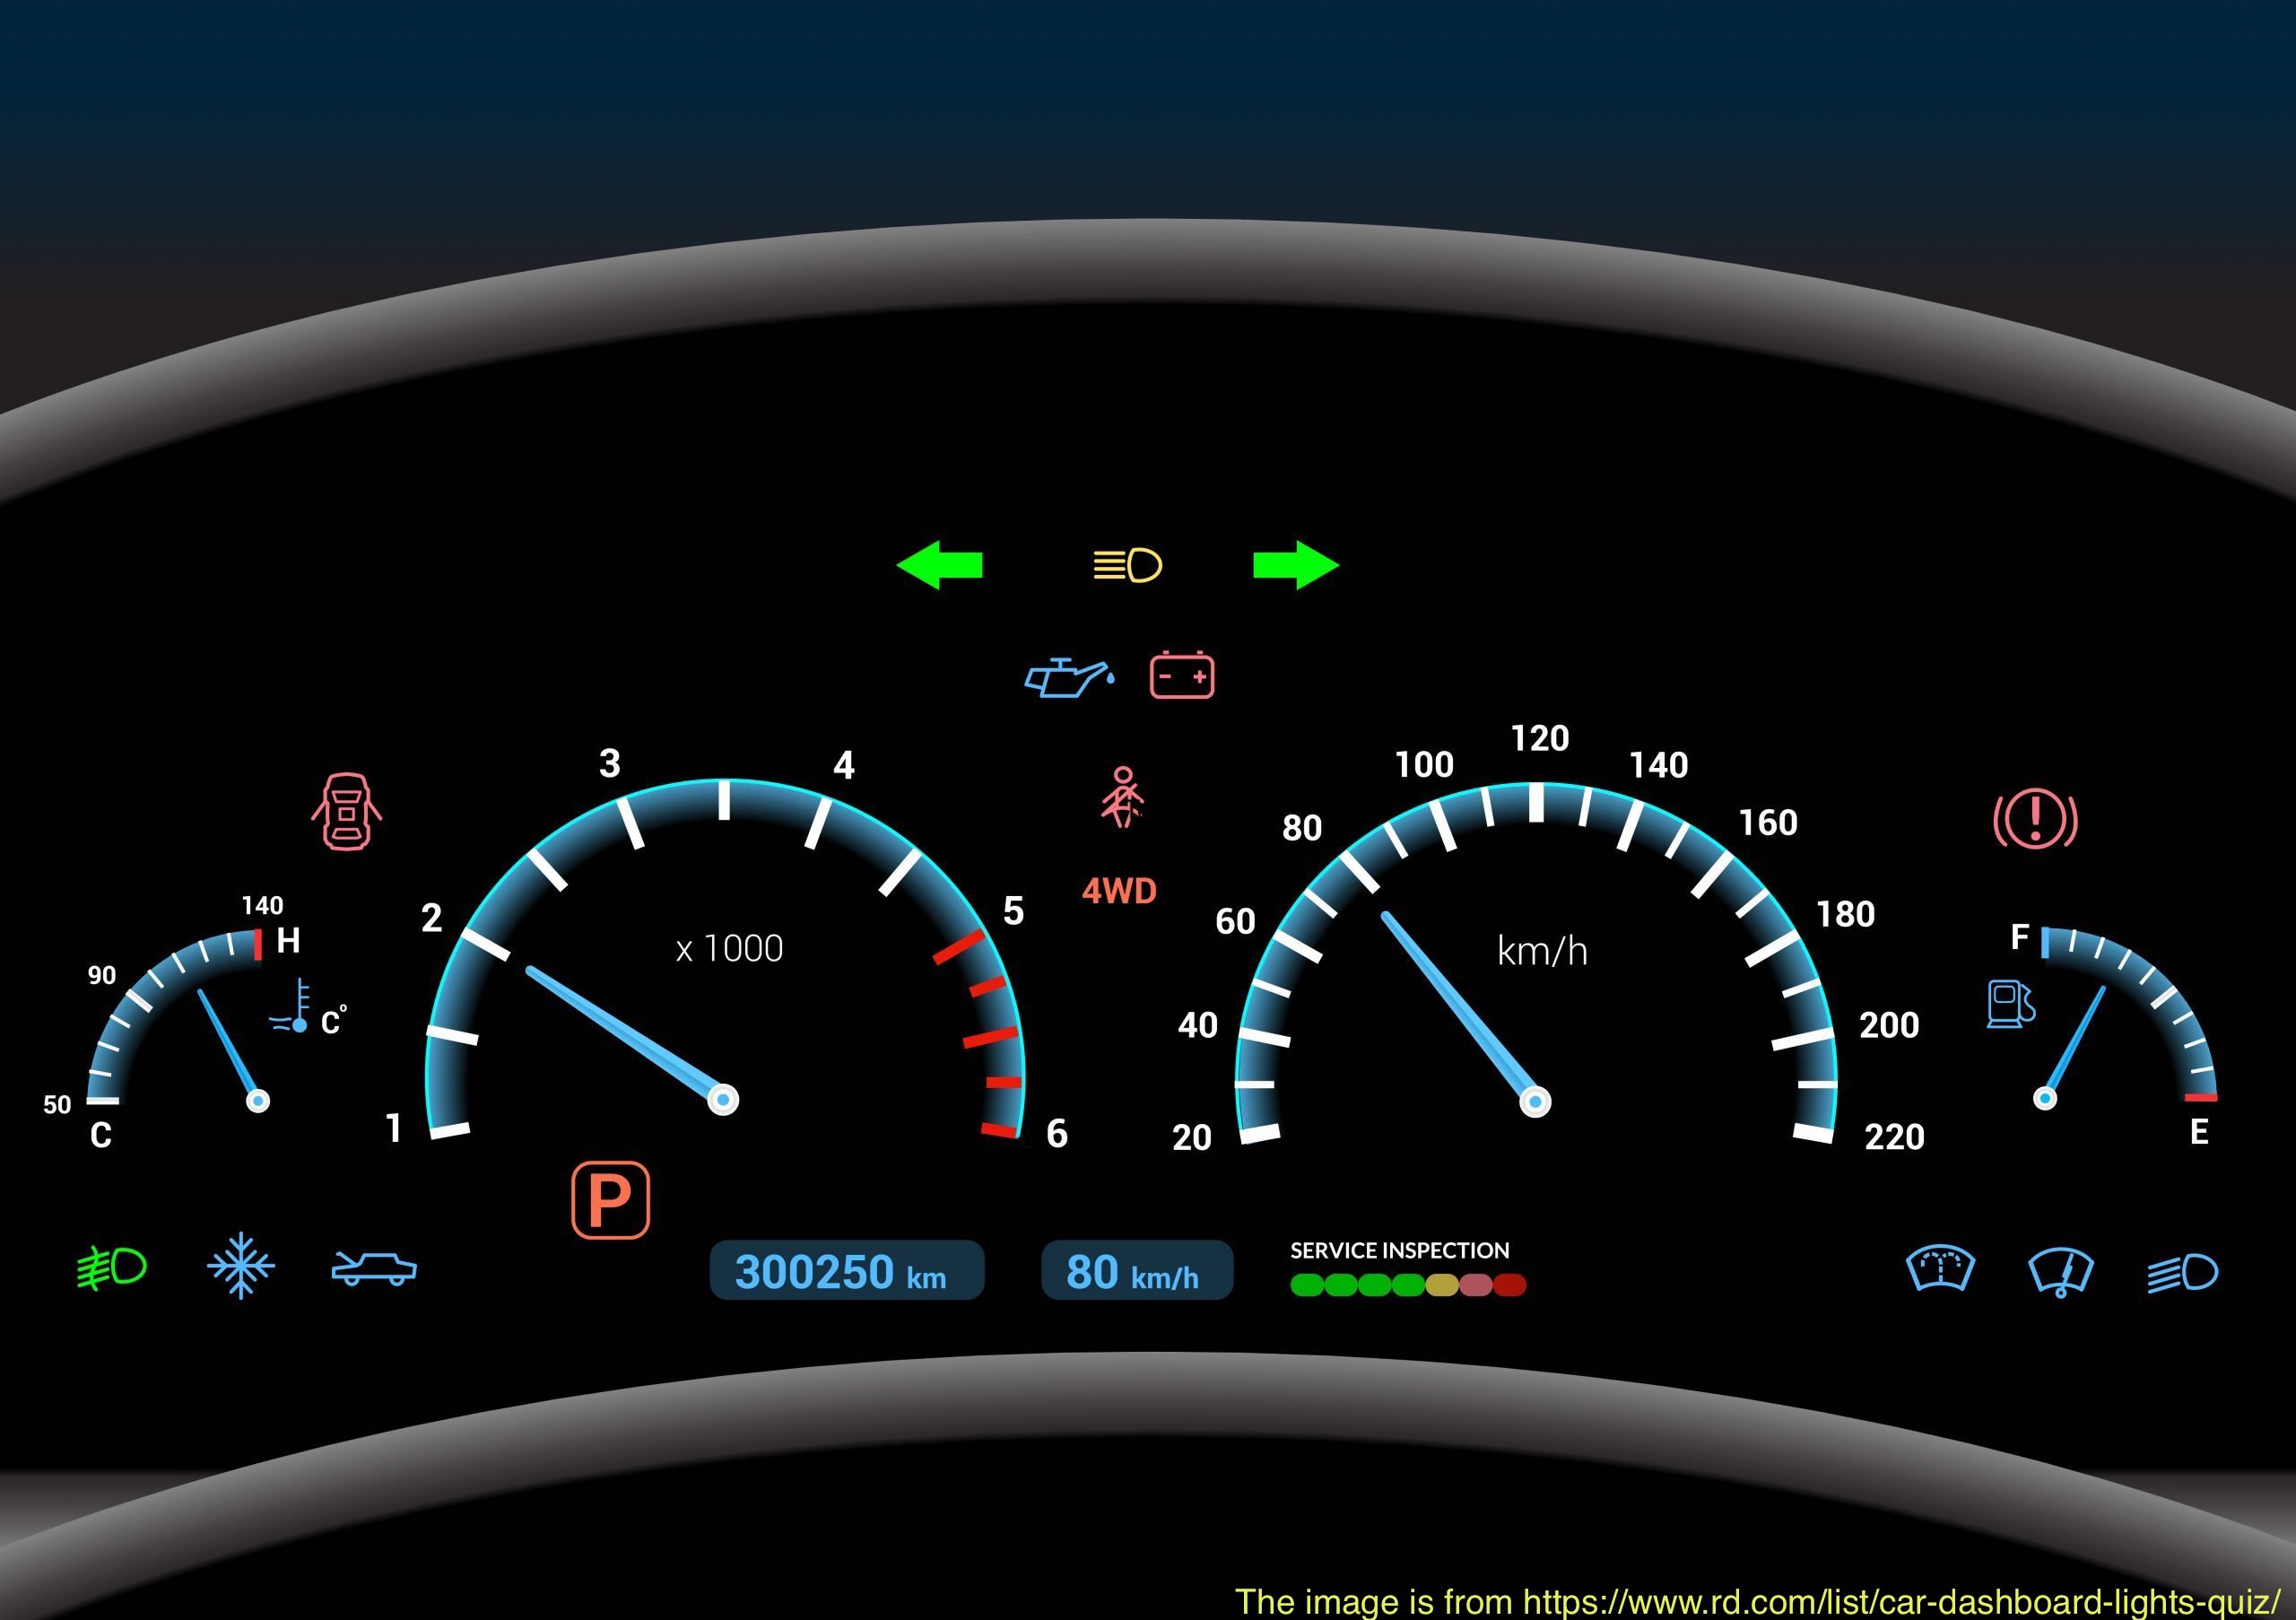 3
4
100
120
140
80
160
2
5
4WD
60
180
140
H
90
x 1000
km/h
F
C°
40
200
50
C
1
6
20
220
E
P
300250 km
80 km/h
SERVICE INSPECTION
The image is from https://www.rd.com/list/car-dashboard-lights-quiz/